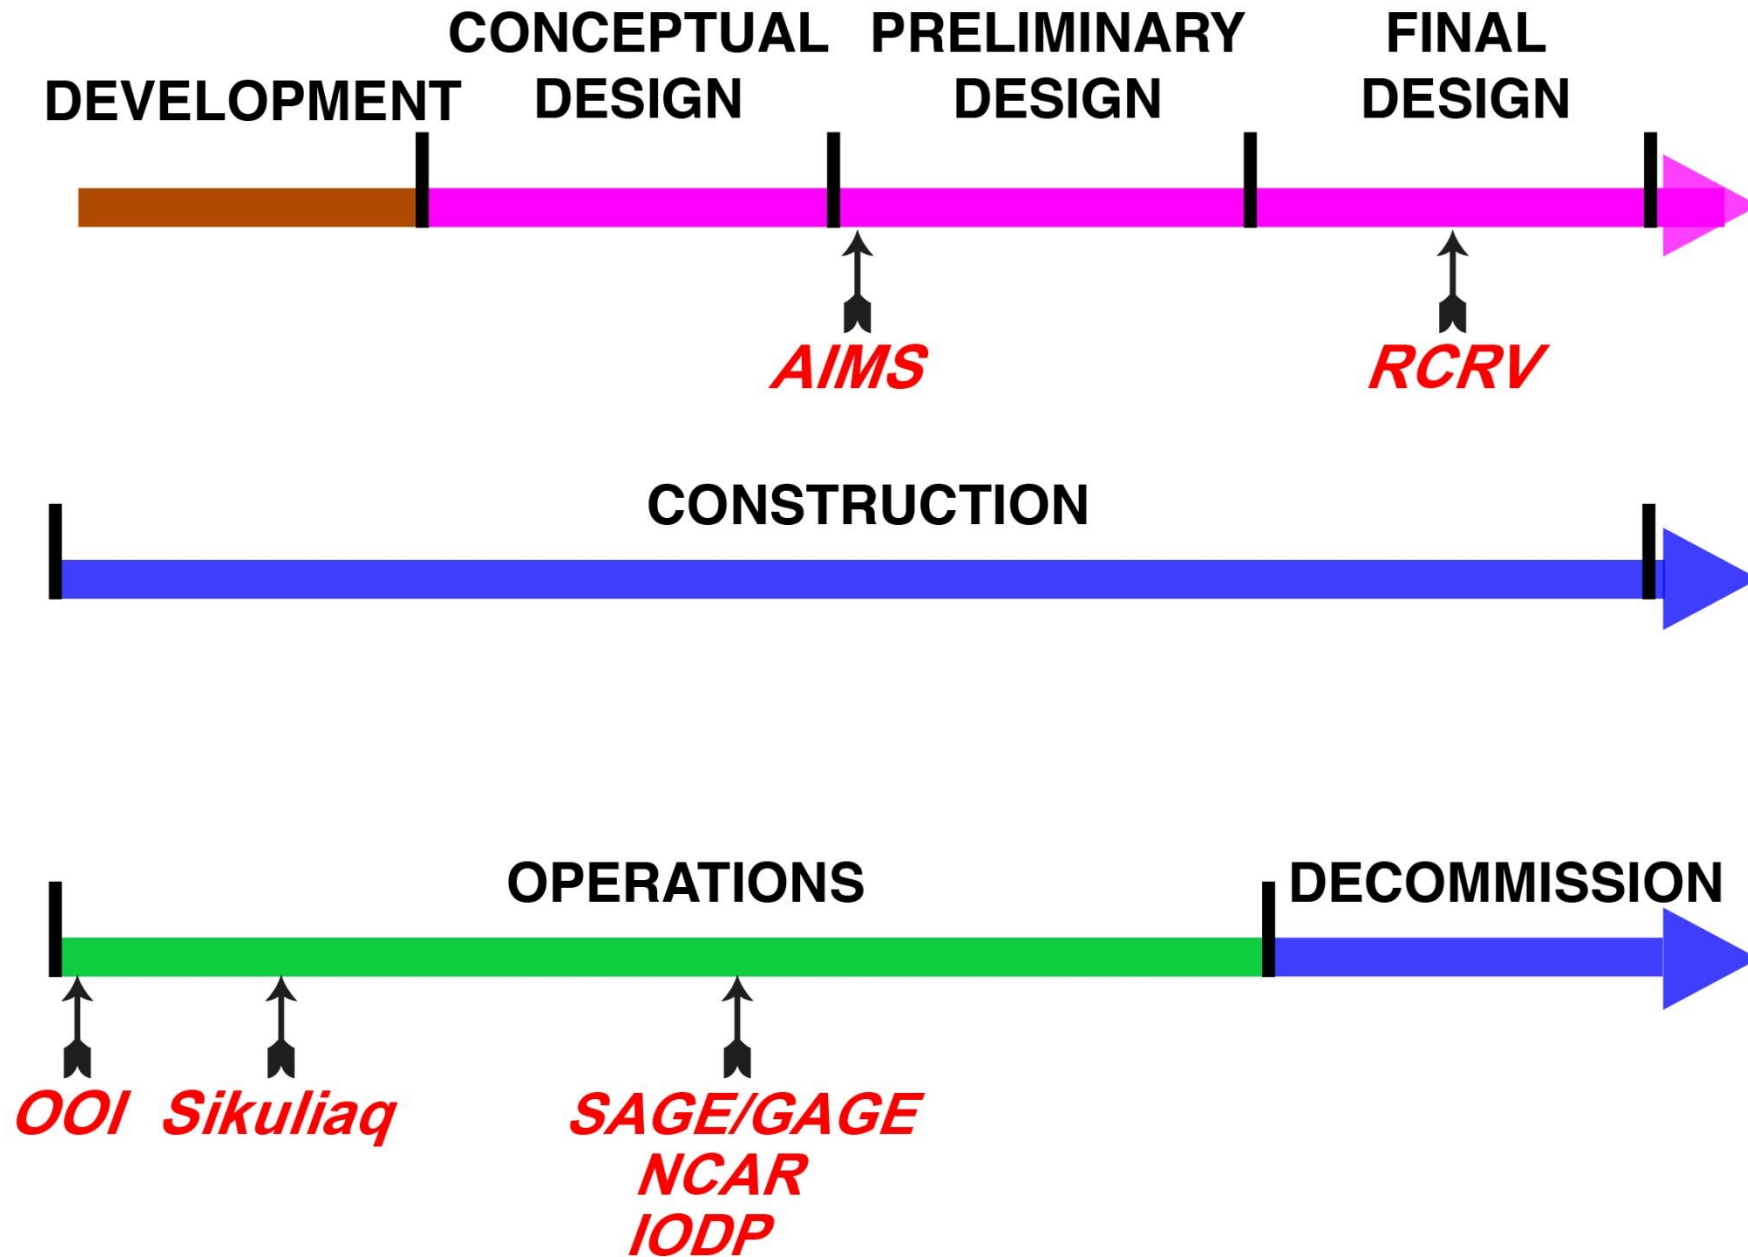 DEVELOPMENT
CONCEPTUAL
DESIGN
PRELIMINARY
DESIGN
FINAL
DESIGN
AIMS
RCRV
CONSTRUCTION
OPERATIONS
DECOMMISSION
OOI
Sikuliaq
SAGE/GAGE
NCAR
IODP